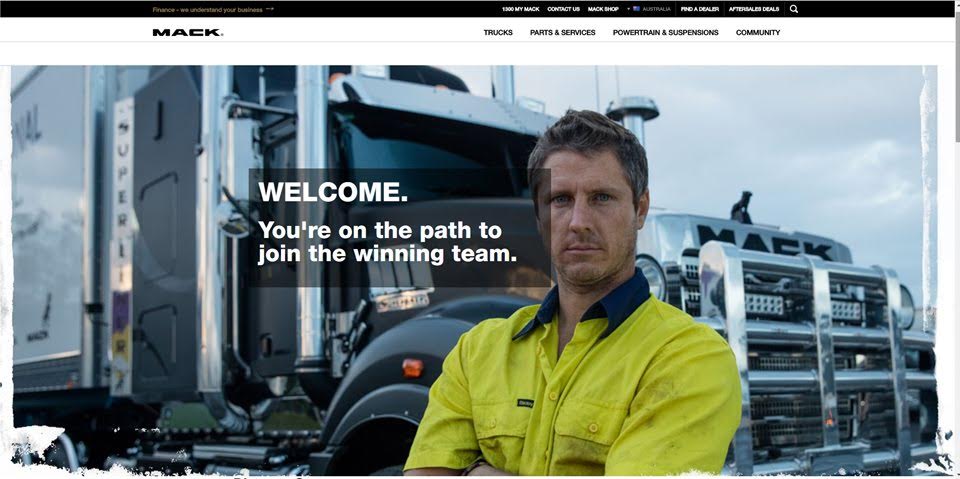 Finance - we understand your business
1300 MY MACK CONTACT US MACK SHOP AUSTRALIA FIND A DEALER AFTERSALES DEALS
MACK
TRUCKS PARTS & SERVICES POWERTRAIN & SUSPENSIONS COMMUNITY
WELCOME.
You're on the path to
join the winning team.
SUPERLINER
MACK
MACK